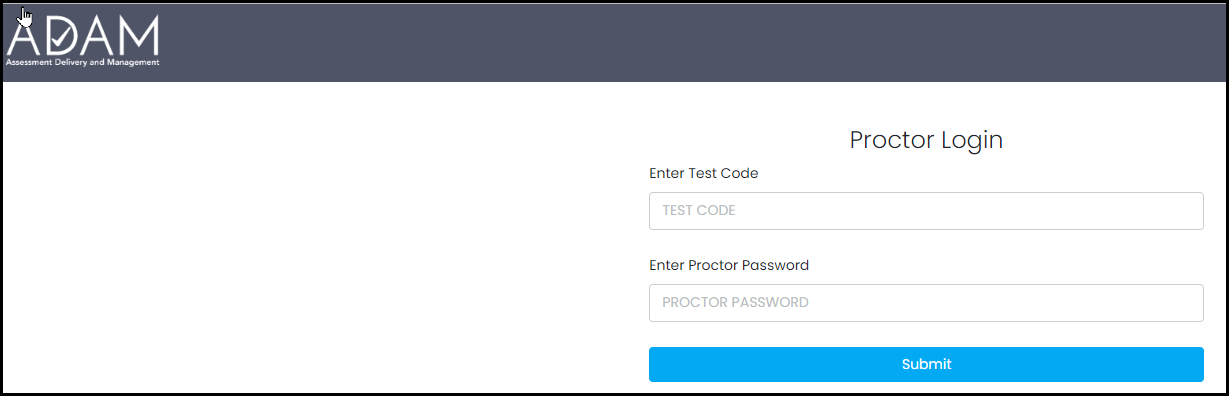 ADAM
Assessment Delivery and Management
Proctor Login
Enter Test Code
TEST CODE
Enter Proctor Password
PROCTOR PASSWORD
Submit